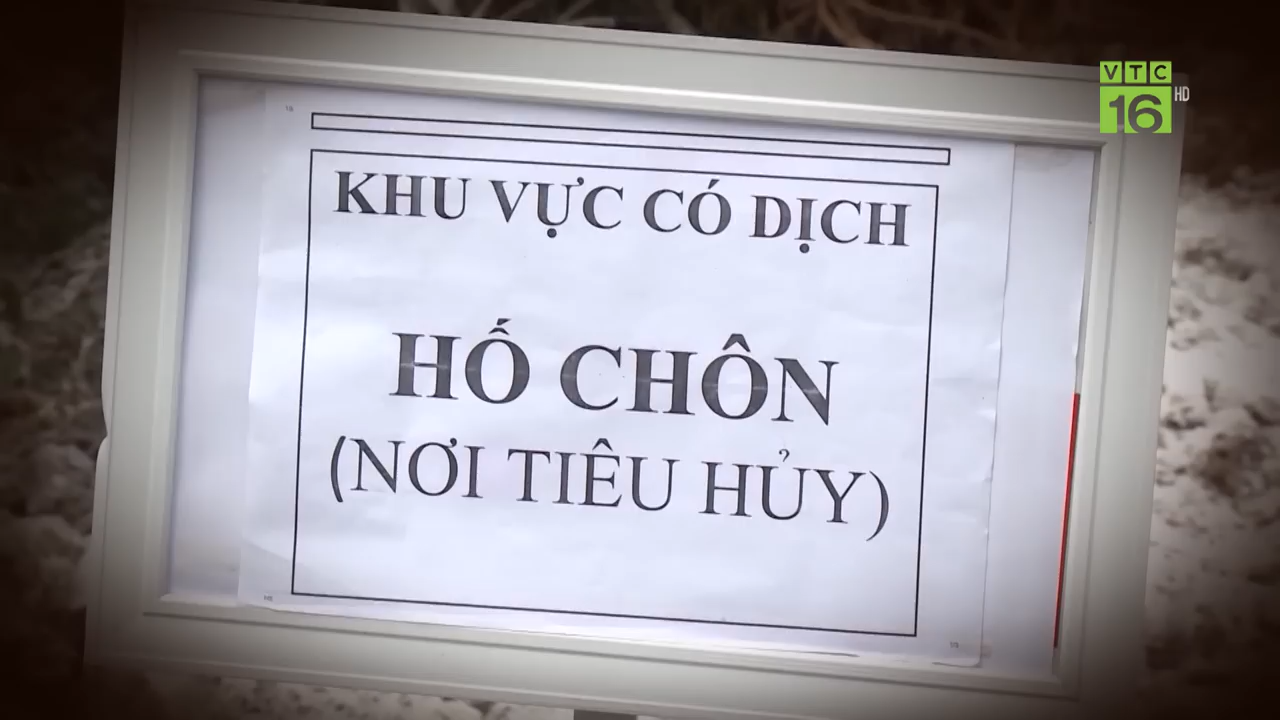 VTC
16 HD
KHU VỰC CÓ DỊCH
HỐ CHÔN
(NƠI TIÊU HỦY)